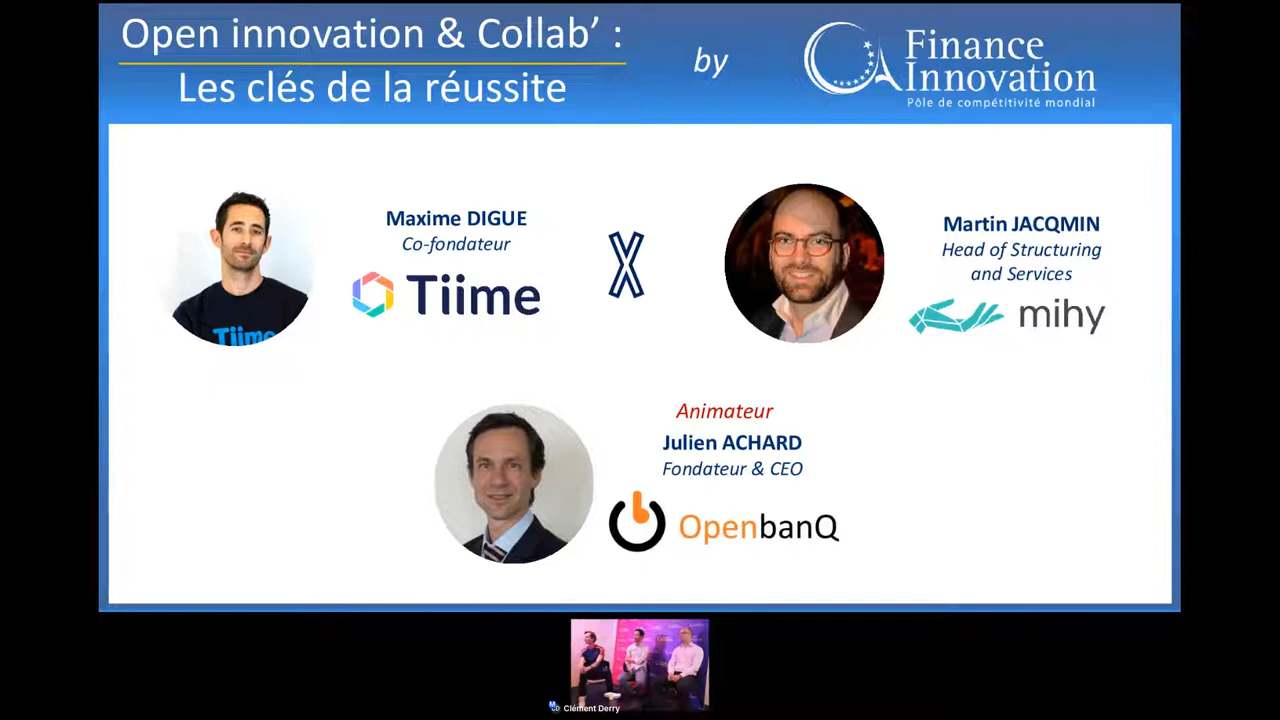 Open innovation & Collab’ :
Les clés de la réussite
by
Finance
Innovation
Pôle de compétitivité mondial
Maxime DIGUE
Co-fondateur
Tiime
Tiime
X
Martin JACQMIN
Head of Structuring
and Services
mihy
Animateur
Julien ACHARD
Fondateur & CEO
OpenbanQ
Clément Derry